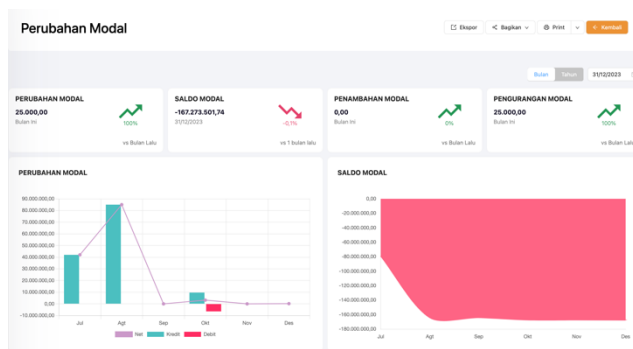 Perubahan Modal
Ekspor
Bagikan
Print
Kembali
Bulan
Tahun
31/12/2023
PERUBAHAN MODAL
25.000,00
Bulan Ini
100%
vs Bulan Lalu
SALDO MODAL
-167.273.501,74
31/12/2023
-0,1%
vs 1 bulan lalu
PENAMBAHAN MODAL
0,00
Bulan Ini
0%
vs Bulan Lalu
PENGURANGAN MODAL
25.000,00
Bulan Ini
100%
vs Bulan Lalu
PERUBAHAN MODAL
90.000.000,00
80.000.000,00
70.000.000,00
60.000.000,00
50.000.000,00
40.000.000,00
30.000.000,00
20.000.000,00
10.000.000,00
0,00
-10.000.000,00
Jul Agt Sep Okt Nov Des
Net Kredit Debit
SALDO MODAL
0,00
-20.000.000,00
-40.000.000,00
-60.000.000,00
-80.000.000,00
-100.000.000,00
-120.000.000,00
-140.000.000,00
-160.000.000,00
-180.000.000,00
Jul Agt Sep Okt Nov Des